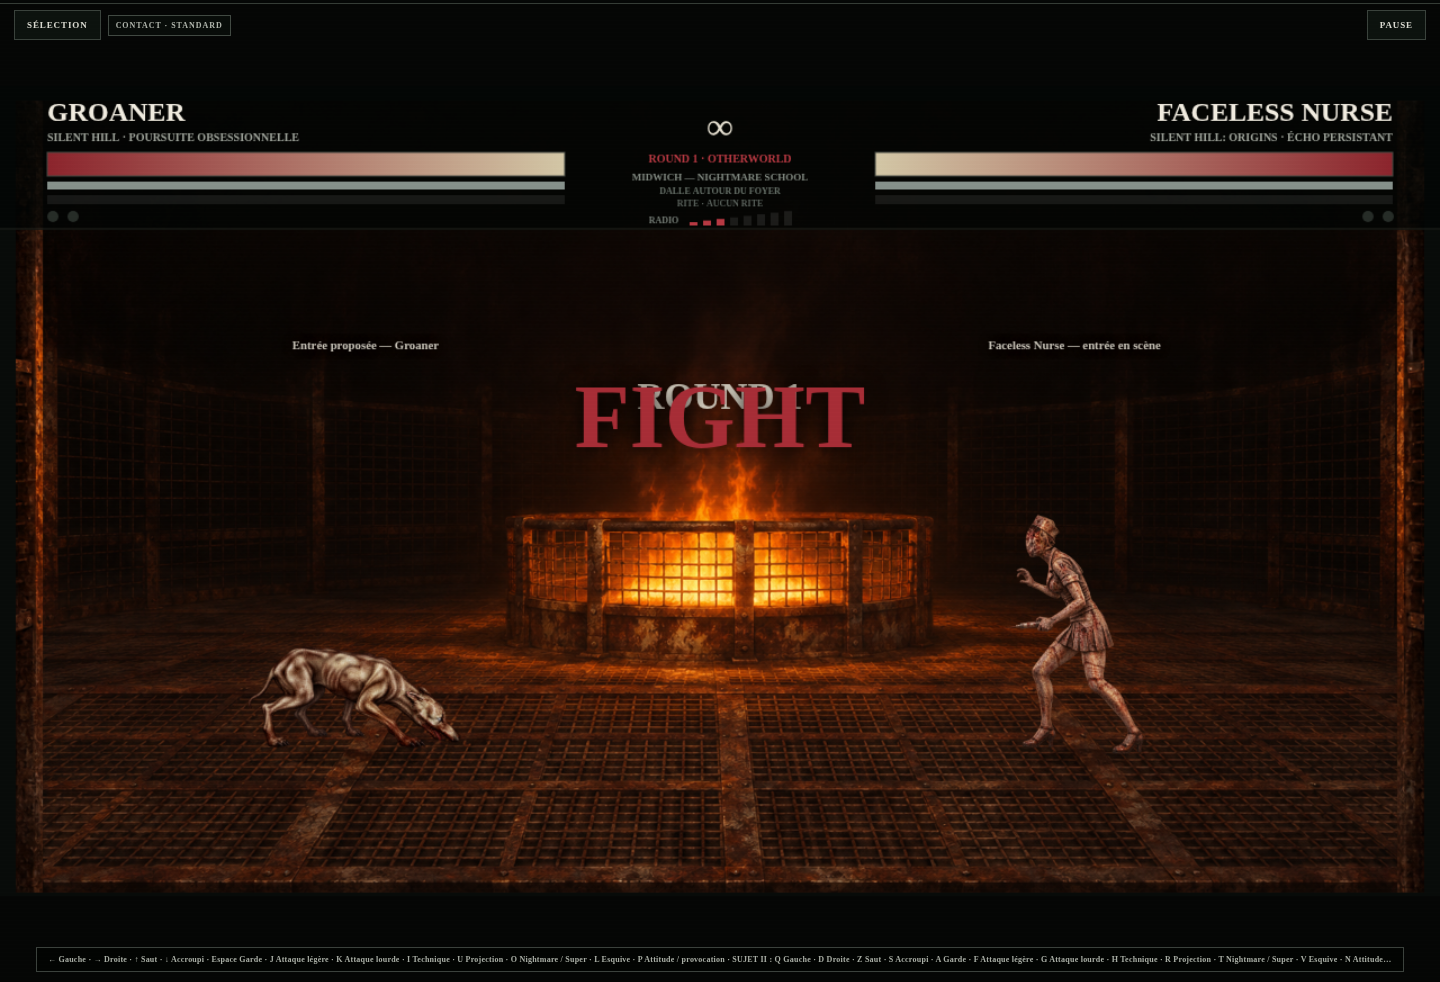 SÉLECTION
CONTACT · STANDARD
PAUSE
GROANER
SILENT HILL · POURSUITE OBSESSIONNELLE
∞
ROUND 1 · OTHERWORLD
MIDWICH — NIGHTMARE SCHOOL
DALLE AUTOUR DU FOYER
RITE · AUCUN RITE
RADIO
FACELESS NURSE
SILENT HILL: ORIGINS · ÉCHO PERSISTANT
Entrée proposée — Groaner
Faceless Nurse — entrée en scène
ROUND 1
FIGHT
← Gauche · → Droite · ↑ Saut · ↓ Accroupi · Espace Garde · J Attaque légère · K Attaque lourde · I Technique · U Projection · O Nightmare / Super · L Esquive · P Attitude / provocation · SUJET II : Q Gauche · D Droite · Z Saut · S Accroupi · A Garde · F Attaque légère · G Attaque lourde · H Technique · R Projection · T Nightmare / Super · V Esquive · N Attitude…